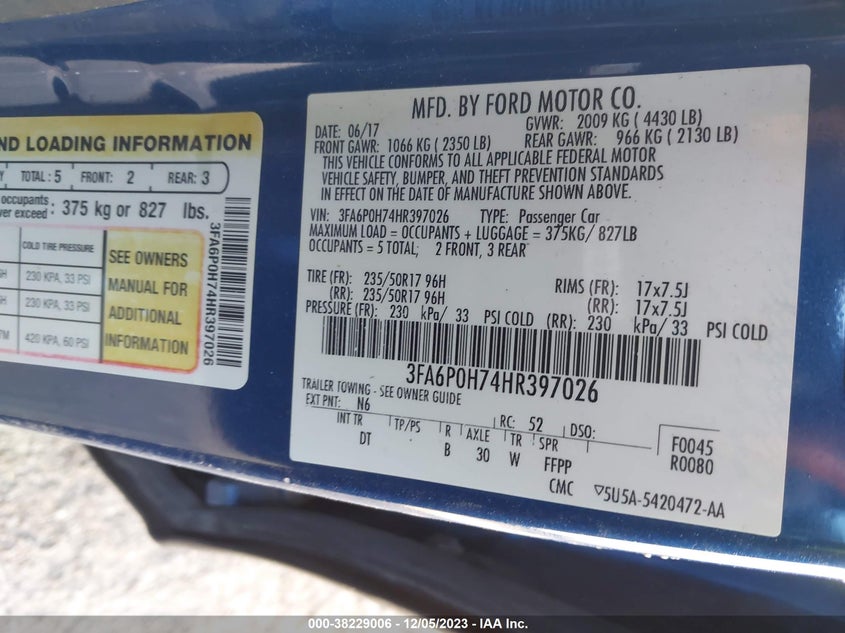 ND LOADING INFORMATION
Y TOTAL: 5 FRONT: 2 REAR: 3
occupants
ver exceed: 375 kg or 827 lbs.
COLD TIRE PRESSURE
6H 230 KPA, 33 PSI
6H 230 KPA, 33 PSI
420 KPA, 60 PSI
SEE OWNERS
MANUAL FOR
ADDITIONAL
INFORMATION
3FA6P0H74HR397026
MFD. BY FORD MOTOR CO.
DATE: 06/17 GVWR: 2009 KG ( 4430 LB)
FRONT GAWR: 1066 KG ( 2350 LB) REAR GAWR: 966 KG ( 2130 LB)
THIS VEHICLE CONFORMS TO ALL APPLICABLE FEDERAL MOTOR
VEHICLE SAFETY, BUMPER, AND THEFT PREVENTION STANDARDS
IN EFFECT ON THE DATE OF MANUFACTURE SHOWN ABOVE.
VIN: 3FA6P0H74HR397026 TYPE: Passenger Car
MAXIMUM LOAD = OCCUPANTS + LUGGAGE = 375KG/ 827LB
OCCUPANTS = 5 TOTAL; 2 FRONT, 3 REAR
TIRE (FR): 235/50R17 96H RIMS (FR): 17x7.5J
(RR): 235/50R17 96H (RR): 17x7.5J
PRESSURE (FR): 230 kPa/ 33 PSI COLD (RR): 230 kPa/ 33 PSI COLD
3FA6P0H74HR397026
TRAILER TOWING - SEE OWNER GUIDE
EXT PNT: N6 RC: 52 DSO:
INT TR TP/PS R AXLE TR SPR
DT B 30 W FFPP
CMC
F0045
R0080
▽5U5A-5420472-AA
000-38229006 - 12/05/2023 - IAA Inc.